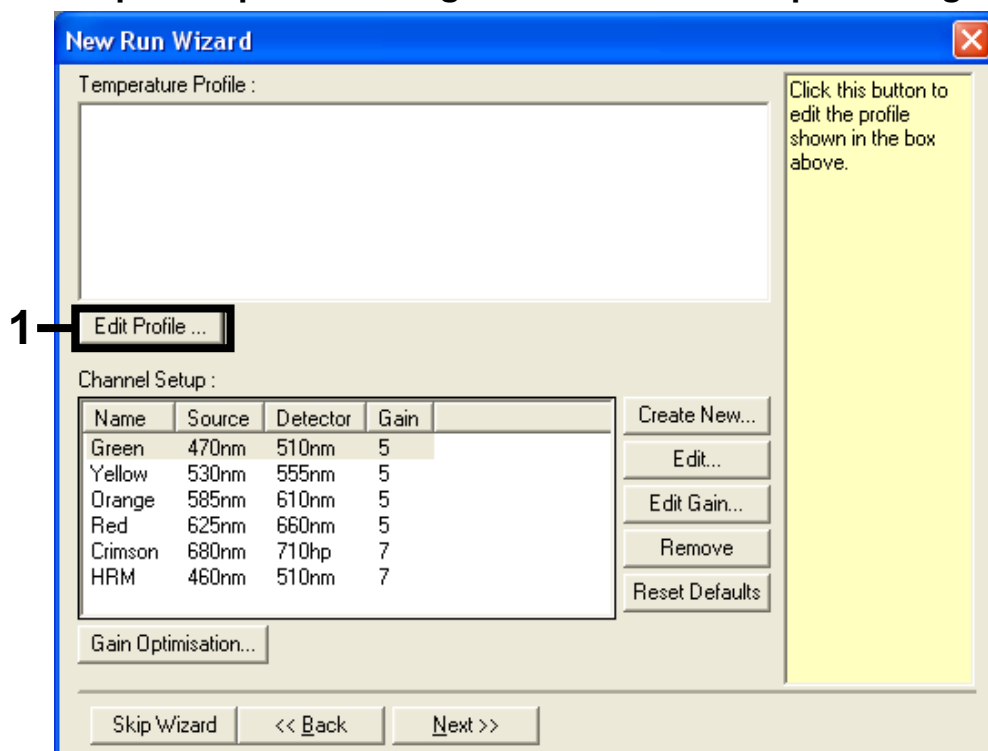 New Run Wizard
Temperature Profile :
Click this button to
edit the profile
shown in the box
above.
1
Edit Profile ...
Channel Setup :
Name Source Detector Gain
Green 470nm 510nm 5
Yellow 530nm 555nm 5
Orange 585nm 610nm 5
Red 625nm 660nm 5
Crimson 680nm 710hp 7
HRM 460nm 510nm 7
Create New...
Edit...
Edit Gain...
Remove
Reset Defaults
Gain Optimisation...
Skip Wizard << Back Next >>